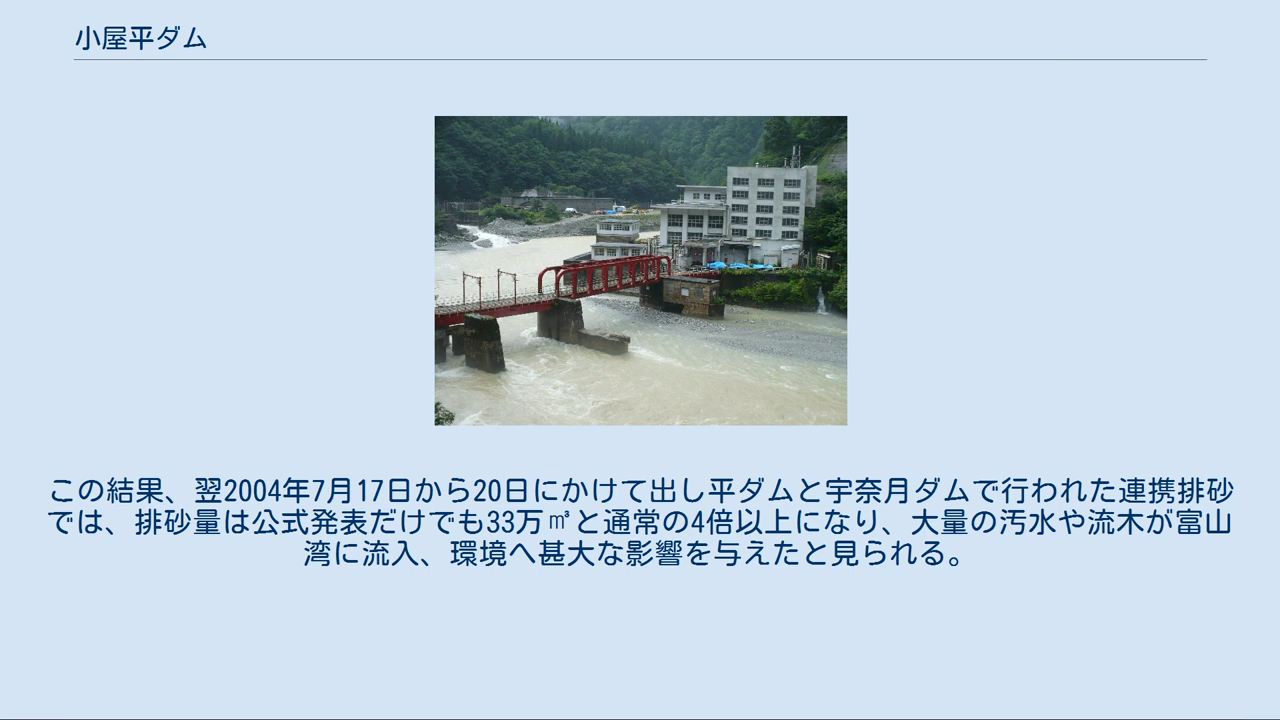 小屋平ダム
この結果、翌2004年7月17日から20日にかけて出し平ダムと宇奈月ダムで行われた連携排砂
では、排砂量は公式発表だけでも33万㎥と通常の4倍以上になり、大量の汚水や流木が富山
湾に流入、環境へ甚大な影響を与えたと見られる。